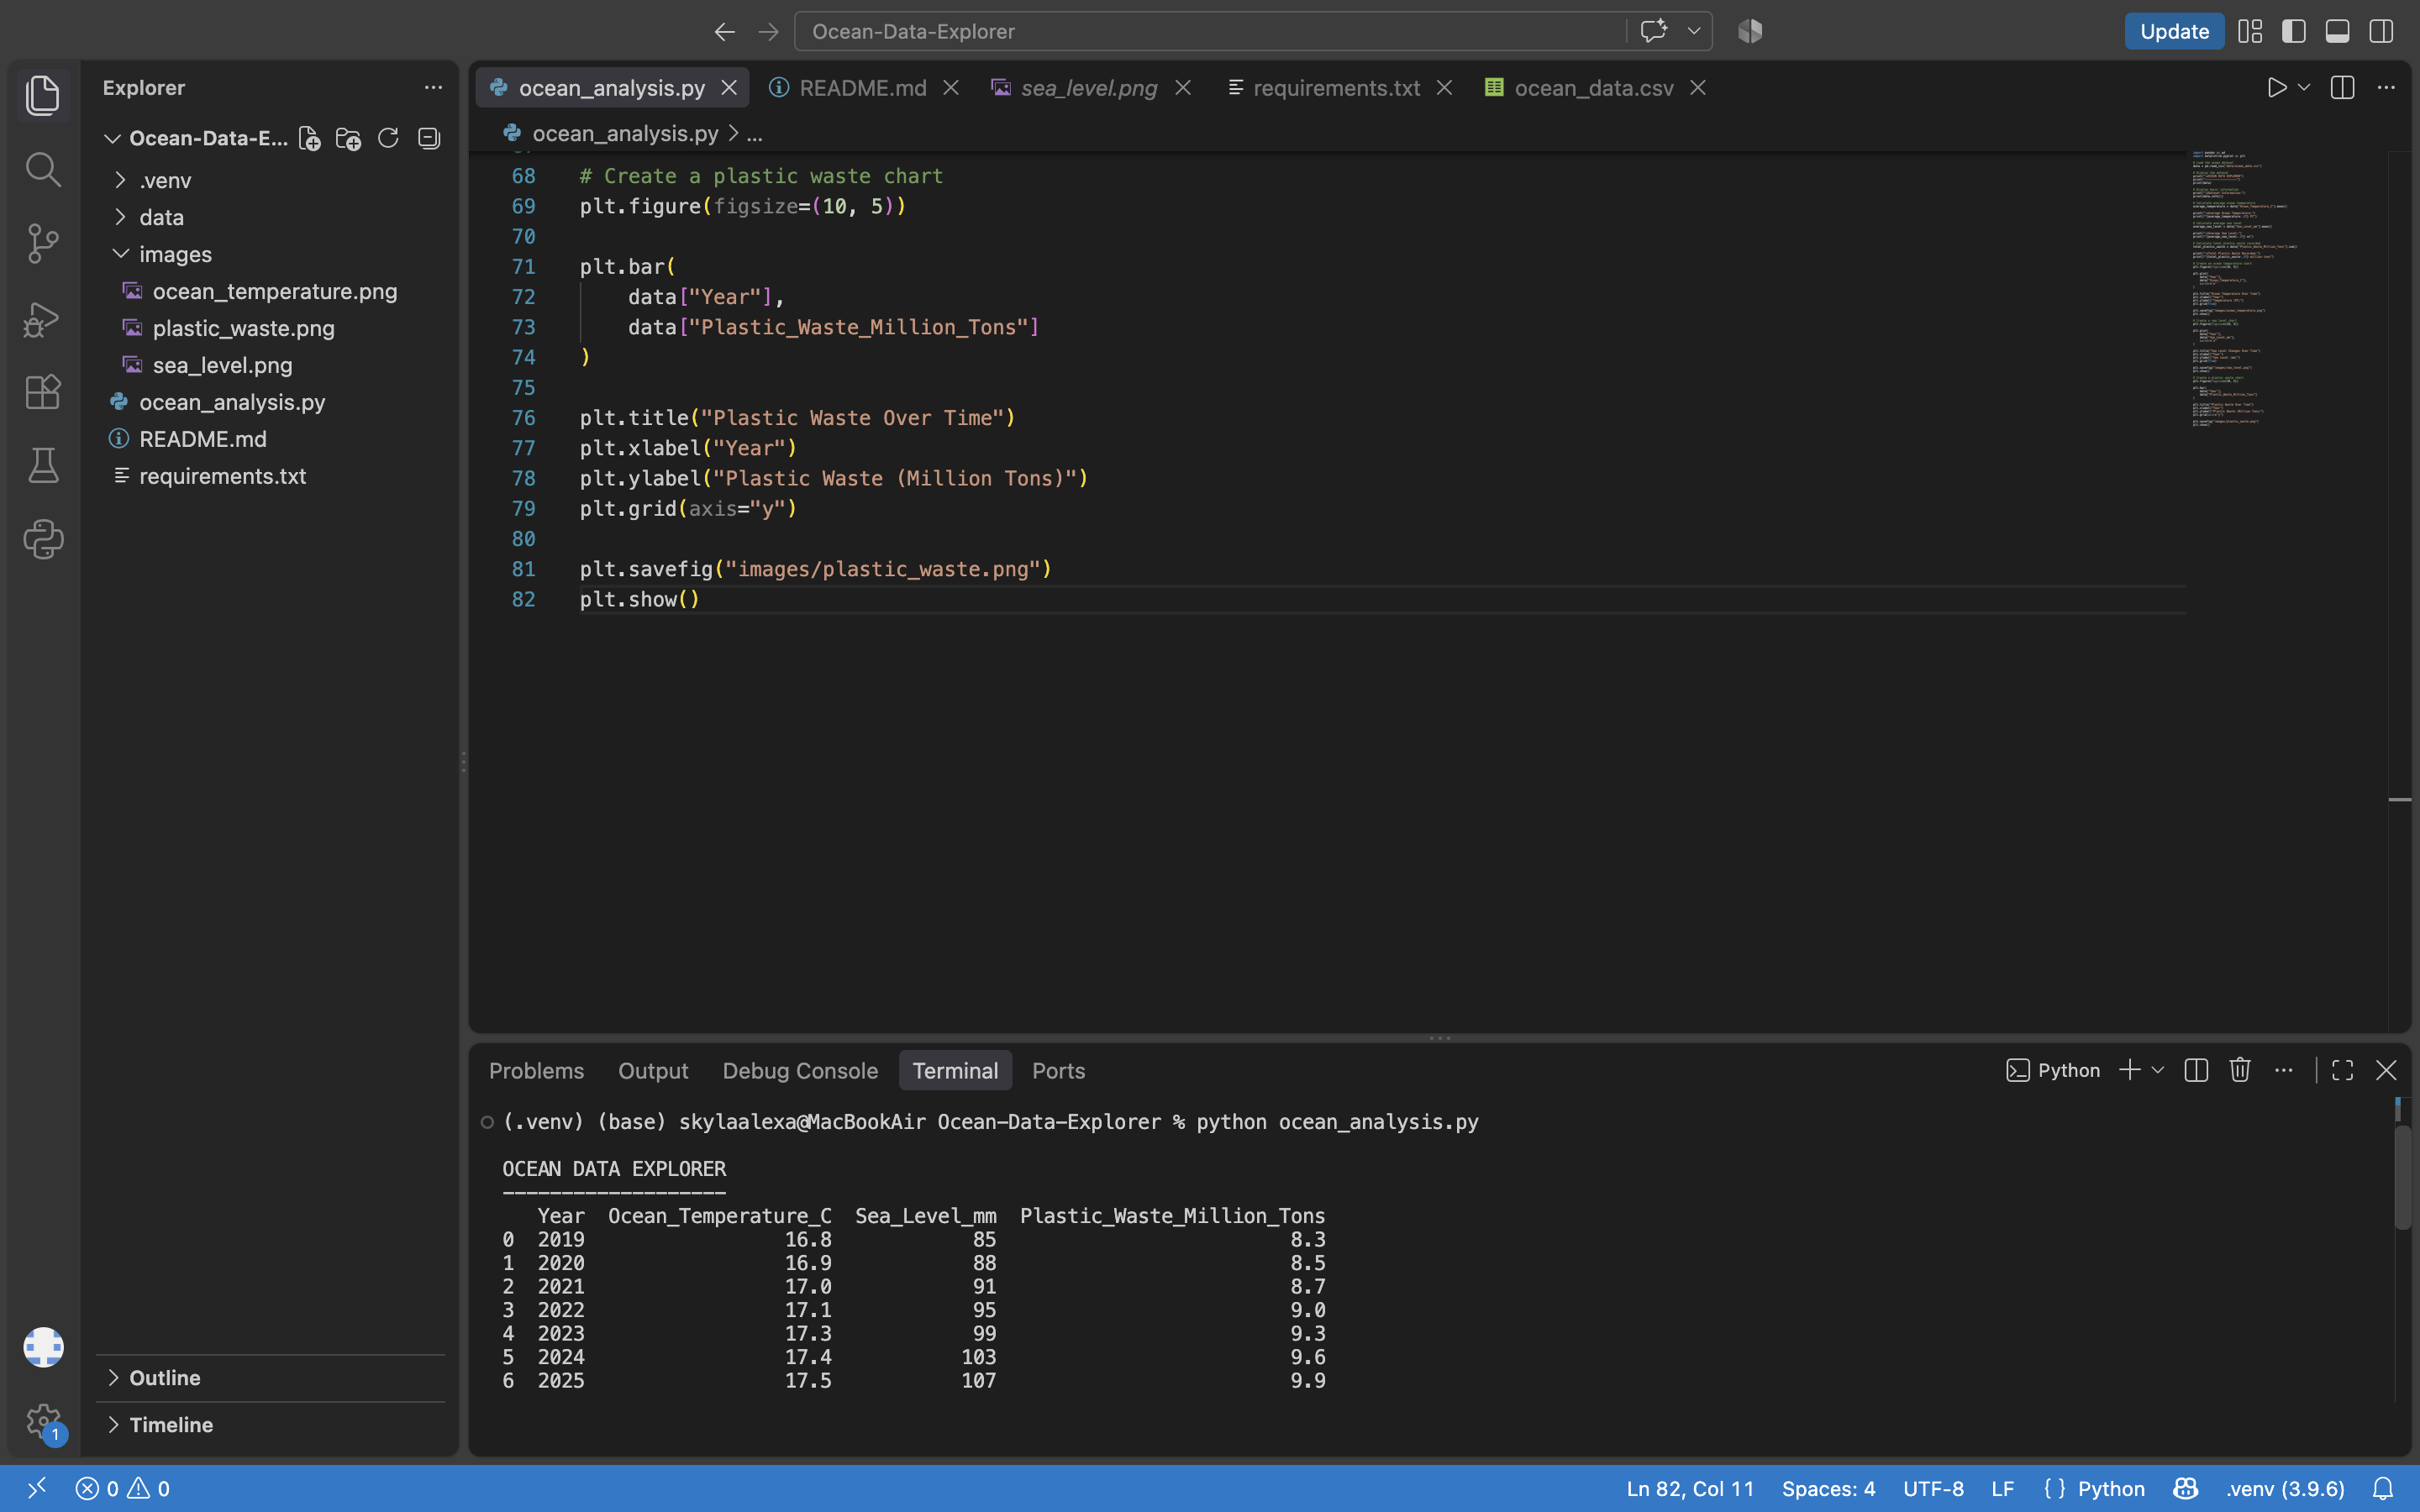 Ocean-Data-Explorer
Update
Explorer
Ocean-Data-E...
.venv
data
images
ocean_temperature.png
plastic_waste.png
sea_level.png
ocean_analysis.py
README.md
requirements.txt
Outline
Timeline
1
ocean_analysis.py
README.md
sea_level.png
requirements.txt
ocean_data.csv
ocean_analysis.py > ...
68 # Create a plastic waste chart
69 plt.figure(figsize=(10, 5))
70
71 plt.bar(
72     data["Year"],
73     data["Plastic_Waste_Million_Tons"]
74 )
75
76 plt.title("Plastic Waste Over Time")
77 plt.xlabel("Year")
78 plt.ylabel("Plastic Waste (Million Tons)")
79 plt.grid(axis="y")
80
81 plt.savefig("images/plastic_waste.png")
82 plt.show()
Problems Output Debug Console Terminal Ports
Python
(.venv) (base) skylaalexa@MacBookAir Ocean-Data-Explorer % python ocean_analysis.py
OCEAN DATA EXPLORER
-------------------
Year Ocean_Temperature_C Sea_Level_mm Plastic_Waste_Million_Tons
0 2019 16.8 85 8.3
1 2020 16.9 88 8.5
2 2021 17.0 91 8.7
3 2022 17.1 95 9.0
4 2023 17.3 99 9.3
5 2024 17.4 103 9.6
6 2025 17.5 107 9.9
0 0
Ln 82, Col 11 Spaces: 4 UTF-8 LF { } Python .venv (3.9.6)